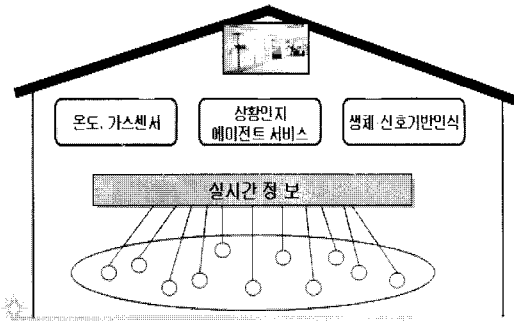 온도, 가스센서
상황인지
에이전트 서비스
생체·신호기반인식
실시간 정보